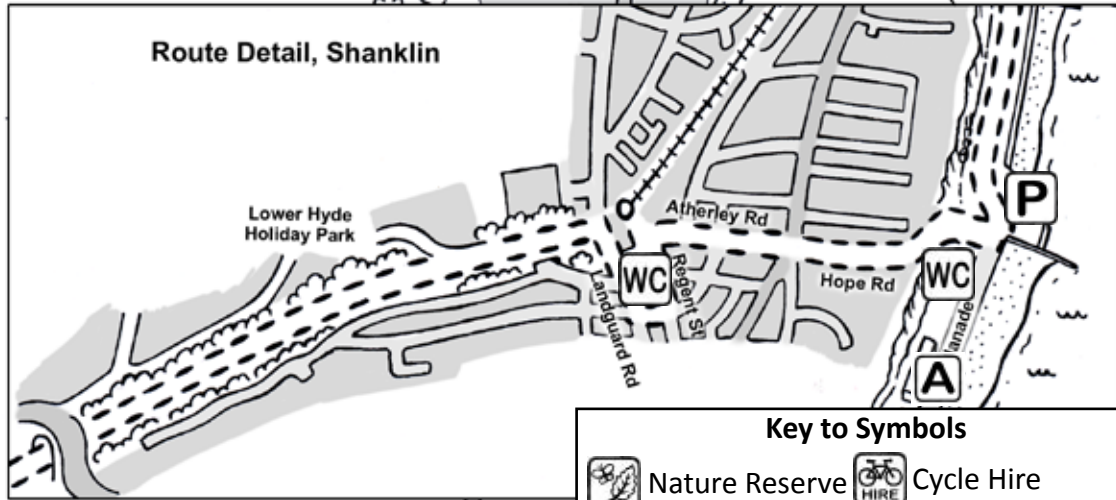 Route Detail, Shanklin
Lower Hyde
Holiday Park
Atherley Rd
P
WC
Regent St
WC
Hope Rd
Landguard Rd
lanade
A
Key to Symbols
Nature Reserve
HIRE
Cycle Hire